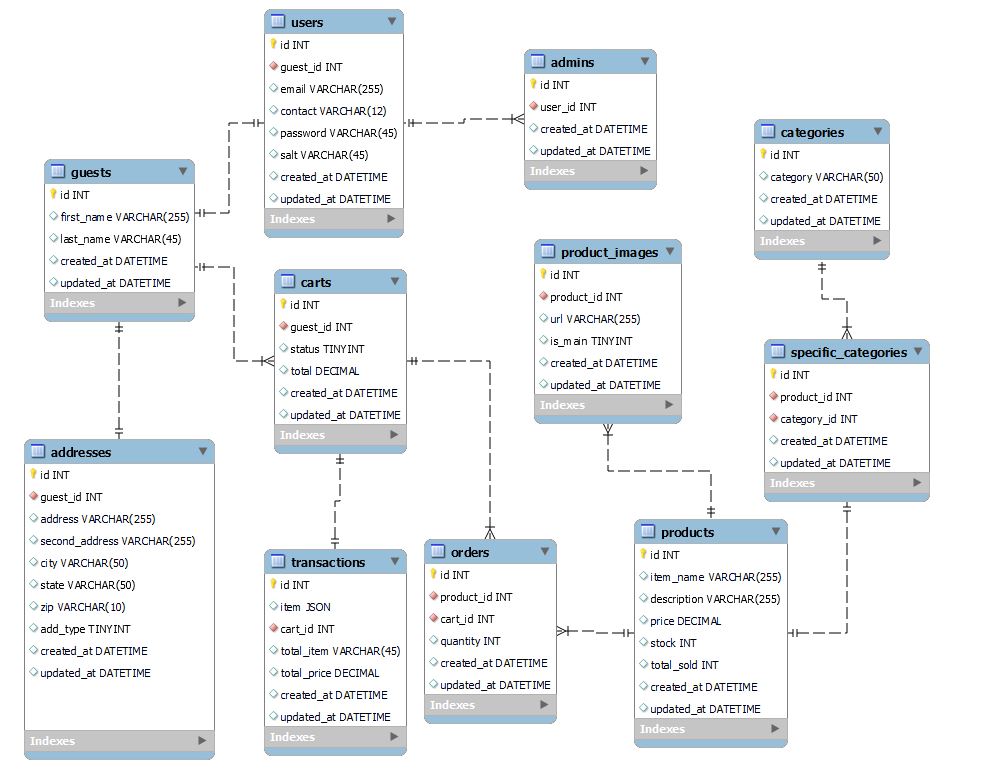 users
id INT
guest_id INT
email VARCHAR(255)
contact VARCHAR(12)
password VARCHAR(45)
salt VARCHAR(45)
created_at DATETIME
updated_at DATETIME
Indexes
admins
id INT
user_id INT
created_at DATETIME
updated_at DATETIME
Indexes
categories
id INT
category VARCHAR(50)
created_at DATETIME
updated_at DATETIME
Indexes
guests
id INT
first_name VARCHAR(255)
last_name VARCHAR(45)
created_at DATETIME
updated_at DATETIME
Indexes
carts
id INT
guest_id INT
status TINYINT
total DECIMAL
created_at DATETIME
updated_at DATETIME
Indexes
product_images
id INT
product_id INT
url VARCHAR(255)
is_main TINYINT
created_at DATETIME
updated_at DATETIME
Indexes
specific_categories
id INT
product_id INT
category_id INT
created_at DATETIME
updated_at DATETIME
Indexes
addresses
id INT
guest_id INT
address VARCHAR(255)
second_address VARCHAR(255)
city VARCHAR(50)
state VARCHAR(50)
zip VARCHAR(10)
add_type TINYINT
created_at DATETIME
updated_at DATETIME
Indexes
transactions
id INT
item JSON
cart_id INT
total_item VARCHAR(45)
total_price DECIMAL
created_at DATETIME
updated_at DATETIME
Indexes
orders
id INT
product_id INT
cart_id INT
quantity INT
created_at DATETIME
updated_at DATETIME
Indexes
products
id INT
item_name VARCHAR(255)
description VARCHAR(255)
price DECIMAL
stock INT
total_sold INT
created_at DATETIME
updated_at DATETIME
Indexes